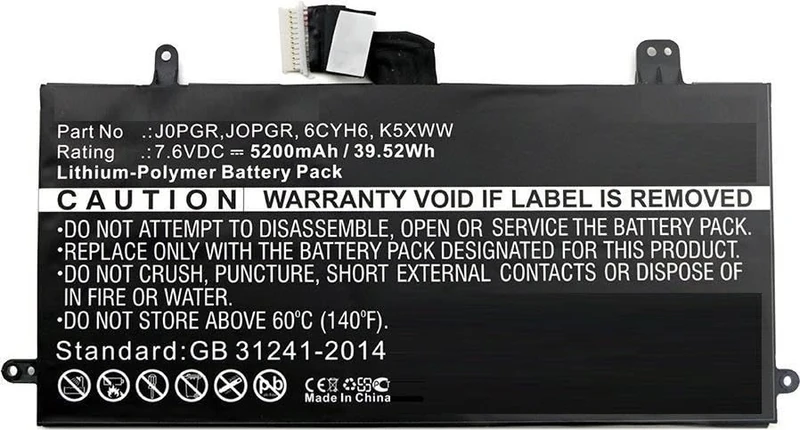 Part No .:J0PGR,JOPGR, 6CYH6, K5XWW
Rating .:7.6VDC ⎓ 5200mAh / 39.52Wh
Lithium-Polymer Battery Pack
CAUTION WARRANTY VOID IF LABEL IS REMOVED
•DO NOT ATTEMPT TO DISASSEMBLE, OPEN OR SERVICE THE BATTERY PACK.
•REPLACE ONLY WITH THE BATTERY PACK DESIGNATED FOR THIS PRODUCT.
•DO NOT CRUSH, PUNCTURE, SHORT EXTERNAL CONTACTS OR DISPOSE OF
IN FIRE OR WATER.
•DO NOT STORE ABOVE 60°C (140°F).
Standard:GB 31241-2014
Pb CE
Made In China